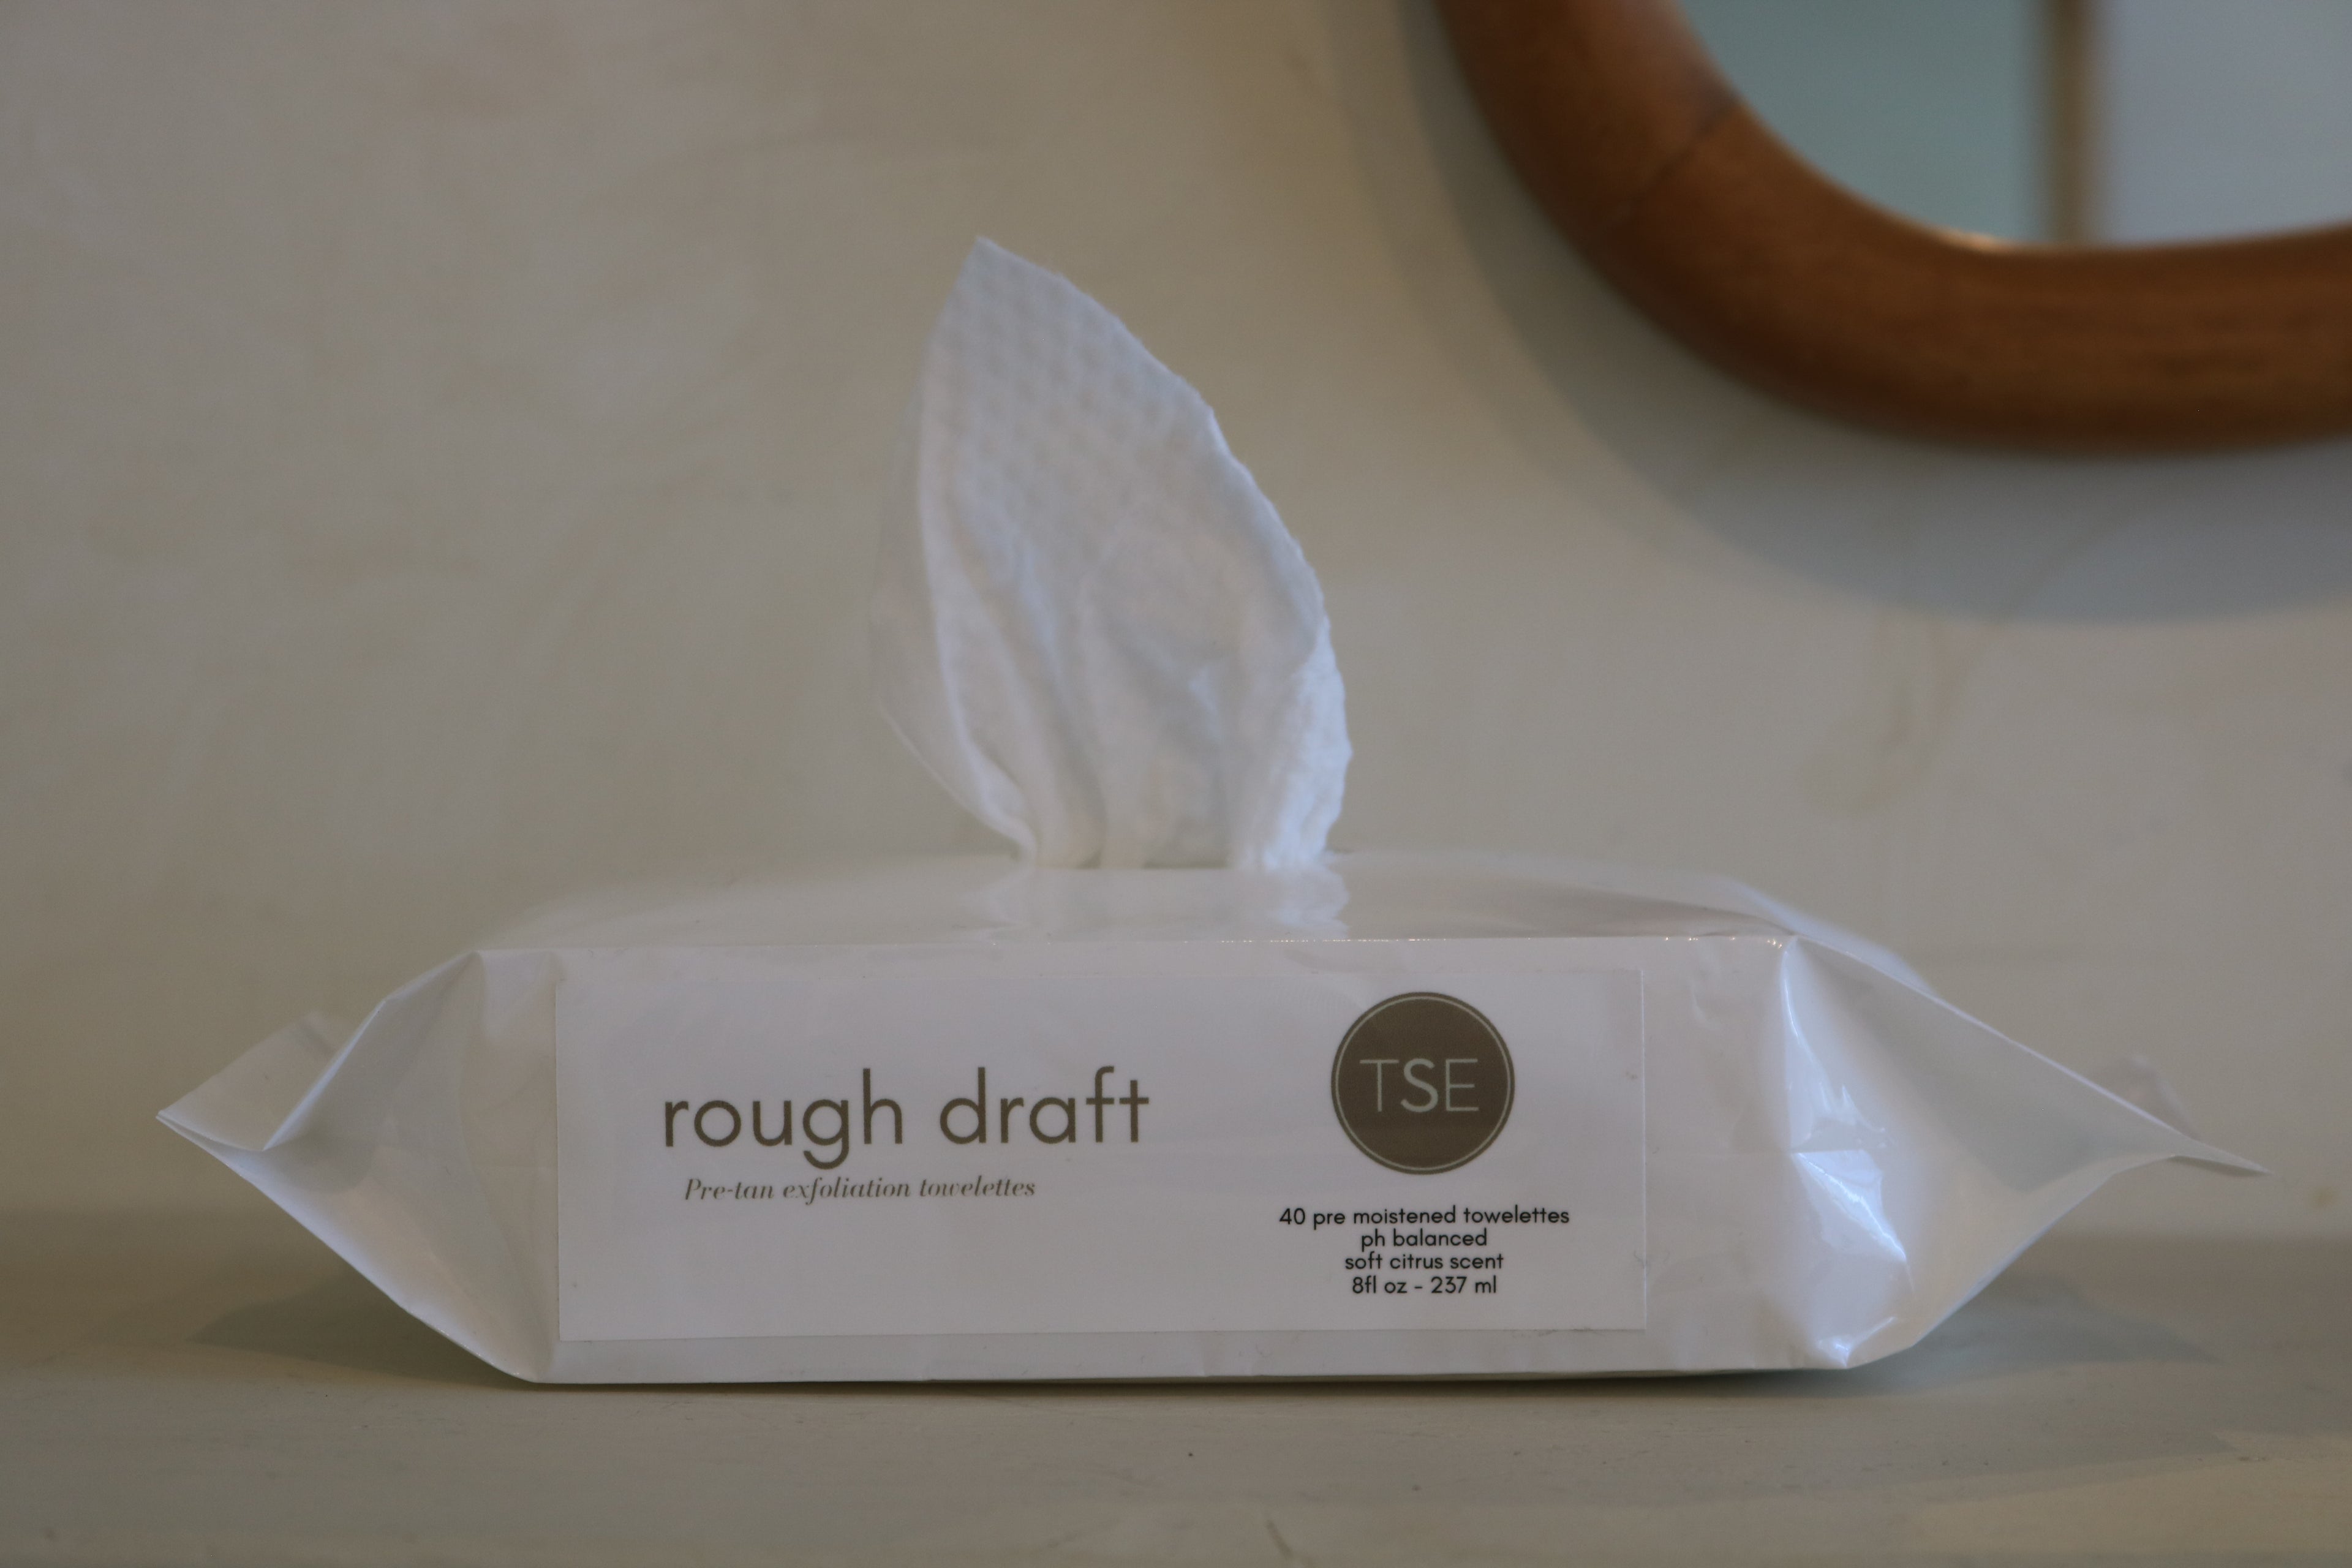 rough draft
Pre-tan exfoliation towelettes
TSE
40 pre moistened towelettes
ph balanced
soft citrus scent
8fl oz - 237 ml